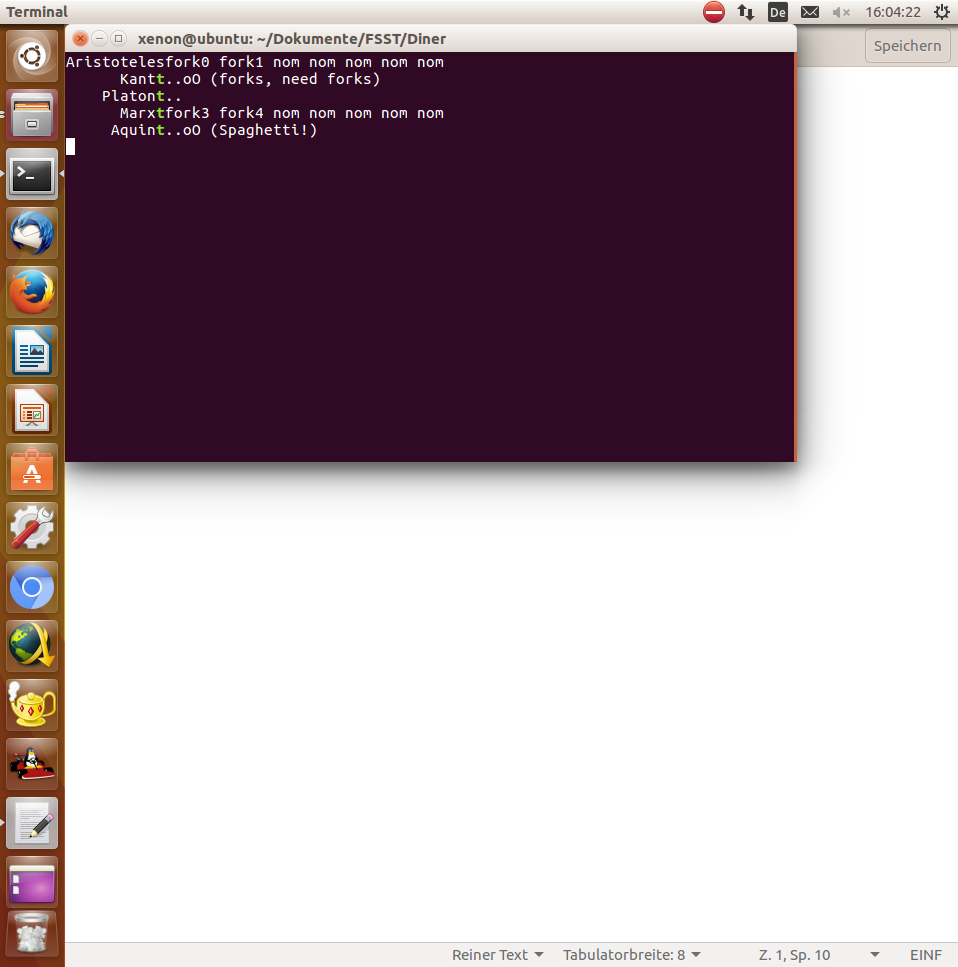 Terminal
De
16:04:22
xenon@ubuntu: ~/Dokumente/FSST/Diner
Speichern
Aristotelesfork0 fork1 nom nom nom nom nom
Kantt..oO (forks, need forks)
Platont..
Marxtfork3 fork4 nom nom nom nom nom
Aquint..oO (Spaghetti!)
>_
A
Reiner Text
Tabulatorbreite: 8
Z. 1, Sp. 10
EINF